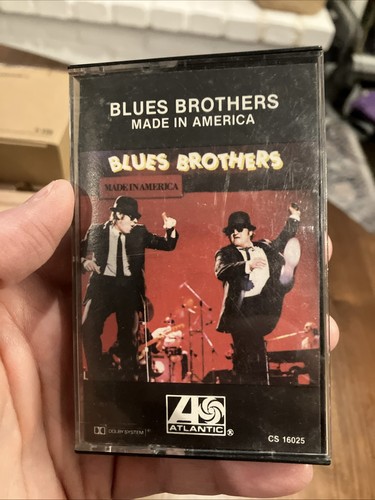 BLUES BROTHERS
MADE IN AMERICA
BLUES BROTHERS
MADE IN AMERICA
DOLBY SYSTEM
ATLANTIC
®
CS 16025